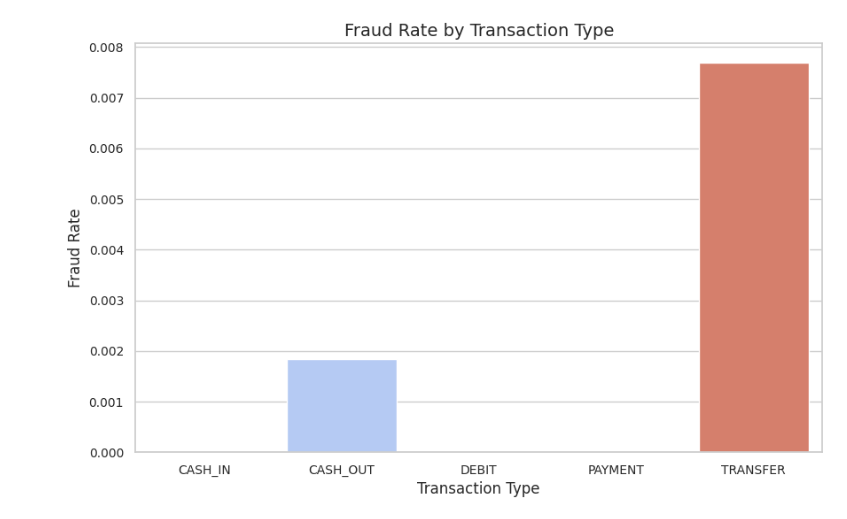 Fraud Rate by Transaction Type
0.008
0.007
0.006
0.005
0.004
0.003
0.002
0.001
0.000
Fraud Rate
CASH_IN CASH_OUT DEBIT PAYMENT TRANSFER
Transaction Type